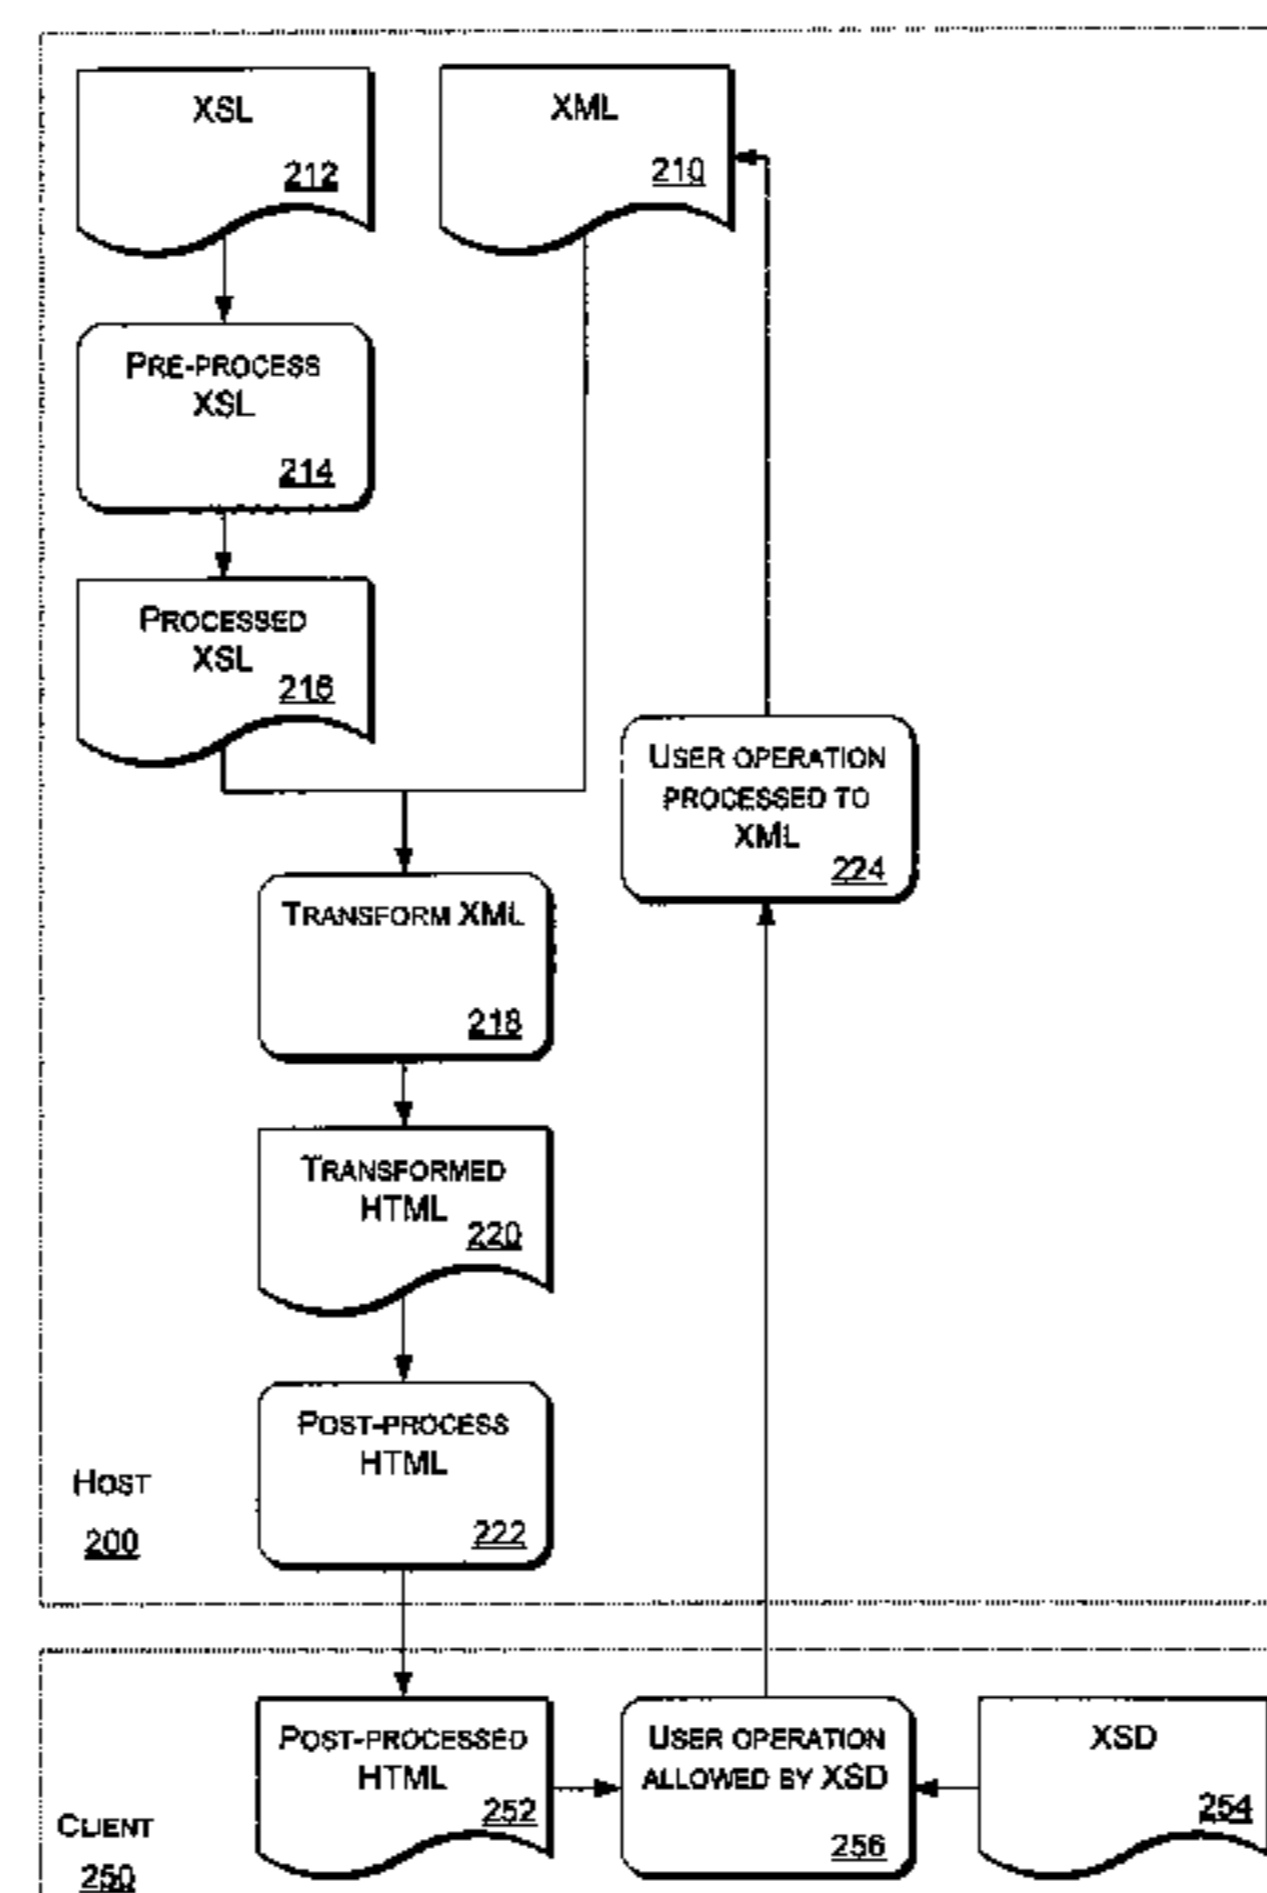 XSL
212
XML
210
PRE-PROCESS
XSL
214
PROCESSED
XSL
216
USER OPERATION
PROCESSED TO
XML
224
TRANSFORM XML
218
TRANSFORMED
HTML
220
POST-PROCESS
HTML
222
HOST
200
POST-PROCESSED
HTML
252
USER OPERATION
ALLOWED BY XSD
256
XSD
254
CLIENT
250